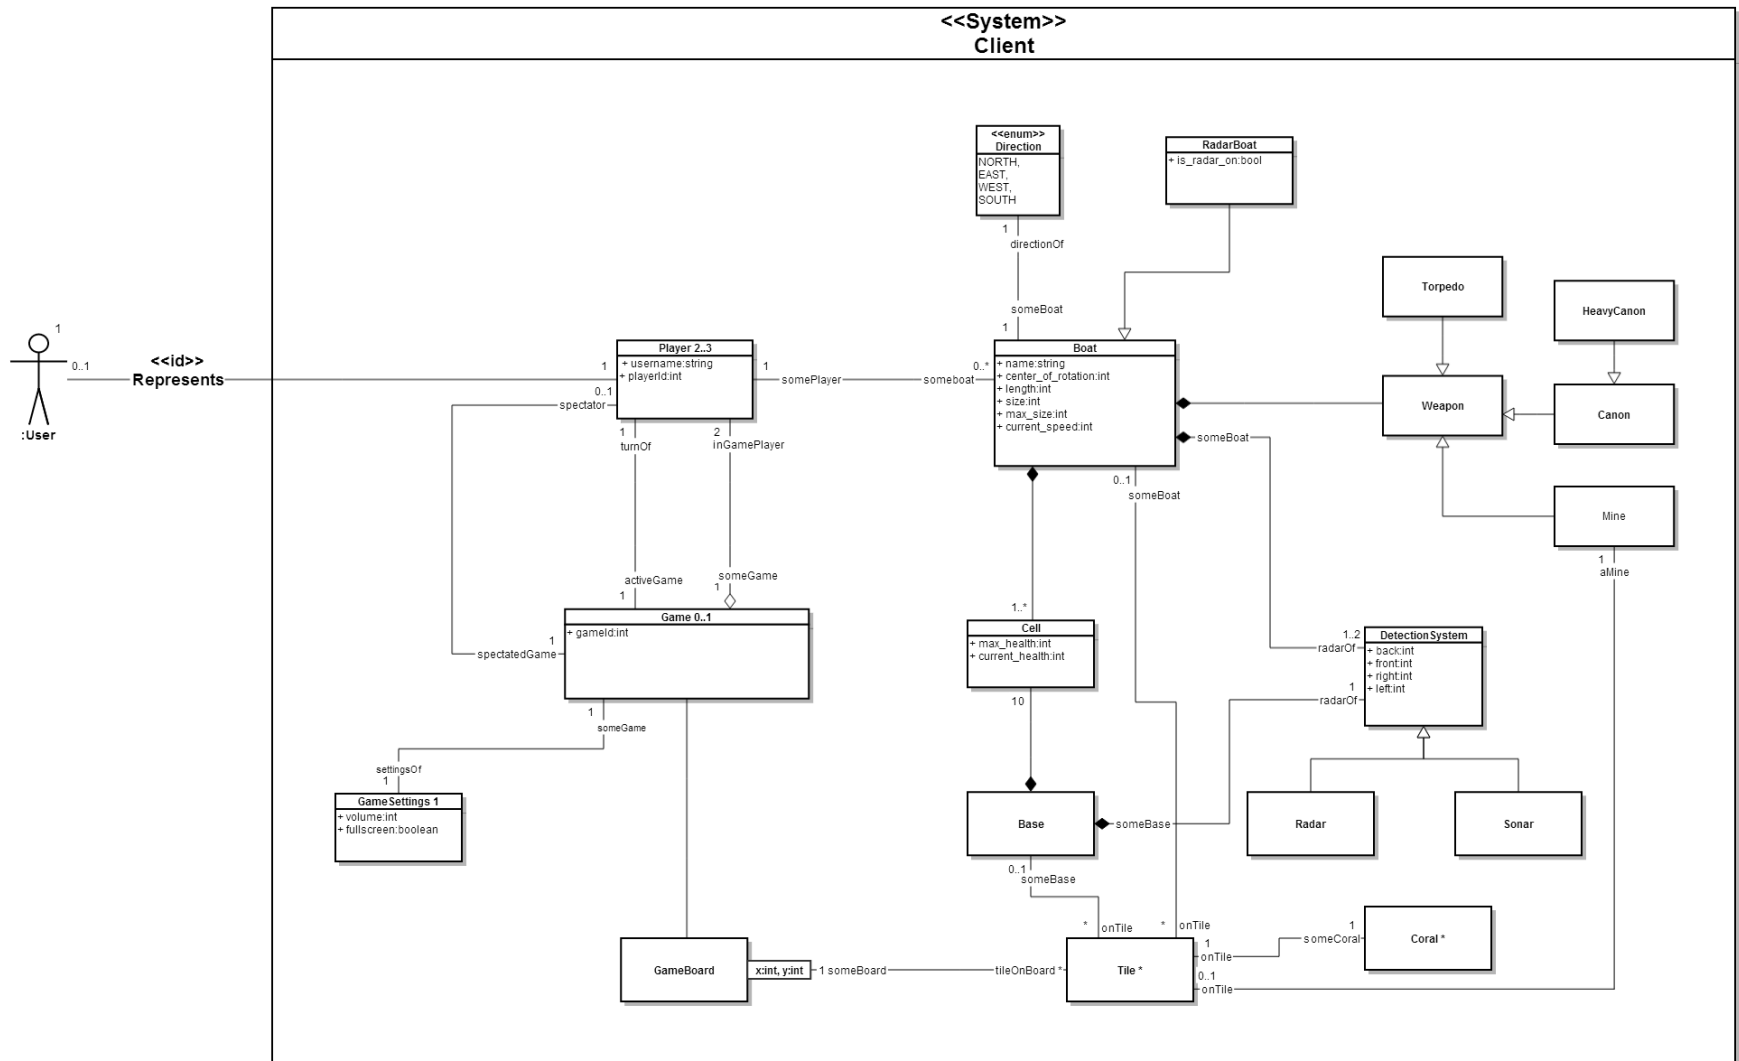 <<System>>
Client
<<enum>>
Direction
NORTH,
EAST,
WEST,
SOUTH
1
directionOf
someBoat
1
RadarBoat
+ is_radar_on:bool
Torpedo
HeavyCanon
Weapon
Canon
Mine
1
aMine
1
0..1
:User
<<id>>
Represents
1
Player 2..3
+ username:string
+ playerId:int
0..1
spectator
1
turnOf
2
inGamePlayer
1
somePlayer
someboat
0..*
Boat
+ name:string
+ center_of_rotation:int
+ length:int
+ size:int
+ max_size:int
+ current_speed:int
someBoat
0..1
someBoat
activeGame
1
someGame
1
Game 0..1
+ gameId:int
1
spectatedGame
1
someGame
settingsOf
1
GameSettings 1
+ volume:int
+ fullscreen:boolean
1..*
Cell
+ max_health:int
+ current_health:int
10
1..2
radarOf
1
radarOf
DetectionSystem
+ back:int
+ front:int
+ right:int
+ left:int
Radar
Sonar
Base
someBase
0..1
someBase
*
onTile
*
onTile
GameBoard
x:int, y:int
1 someBoard
tileOnBoard *
Tile *
1
onTile
0..1
onTile
1
someCoral
Coral *